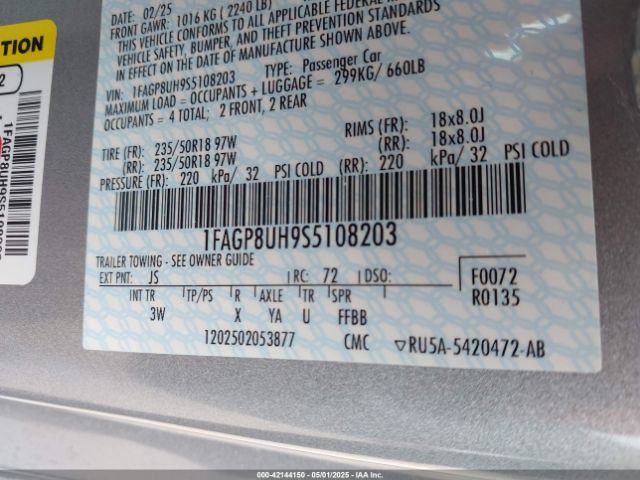 DATE: 02/25
FRONT GAWR: 1016 KG ( 2240 LB)
THIS VEHICLE CONFORMS TO ALL APPLICABLE FEDERAL
VEHICLE SAFETY, BUMPER, AND THEFT
IN EFFECT ON THE DATE OF MANUFACTURE SHOWN ABOVE.
VIN: 1FAGP8UH9S5108203 TYPE: Passenger Car
MAXIMUM LOAD = OCCUPANTS + LUGGAGE = 299KG/ 660LB
OCCUPANTS = 4 TOTAL; 2 FRONT, 2 REAR
TIRE (FR): 235/50R18 97W RIMS (FR): 18x8.0J
(RR): 235/50R18 97W (RR): 18x8.0J
PRESSURE (FR): 220 kPa/ 32 PSI COLD (RR): 220 kPa/ 32 PSI COLD
1FAGP8UH9S5108203
TRAILER TOWING - SEE OWNER GUIDE
EXT PNT: JS RC: 72 DSO: F0072
R0135
INT TR TP/PS R AXLE TR SPR
3W X YA U FFBB
1202502053877 CMC ▽RU5A-5420472-AB
000-42144150 - 05/01/2025 - IAA Inc.